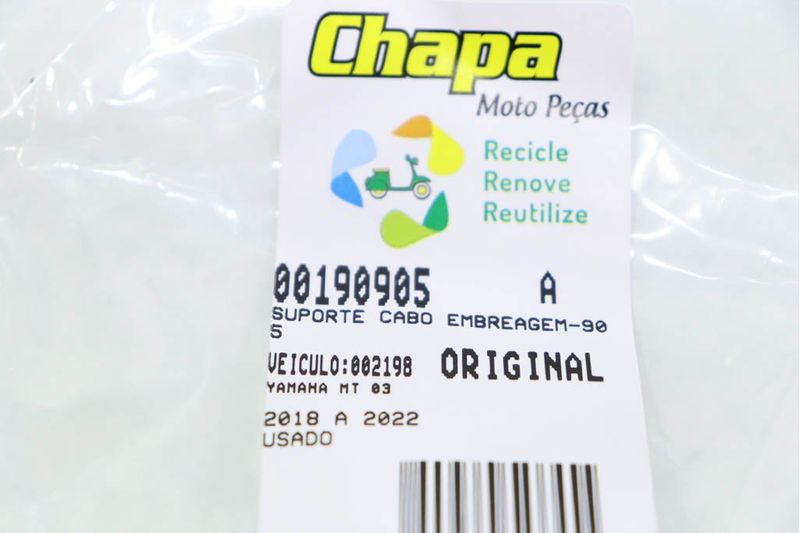 Chapa
Moto Peças
Recicle
Renove
Reutilize
00190905 A
SUPORTE CABO EMBREAGEM-90
5
VEICULO:002198 ORIGINAL
YAMAHA MT 03
2018 A 2022
USADO